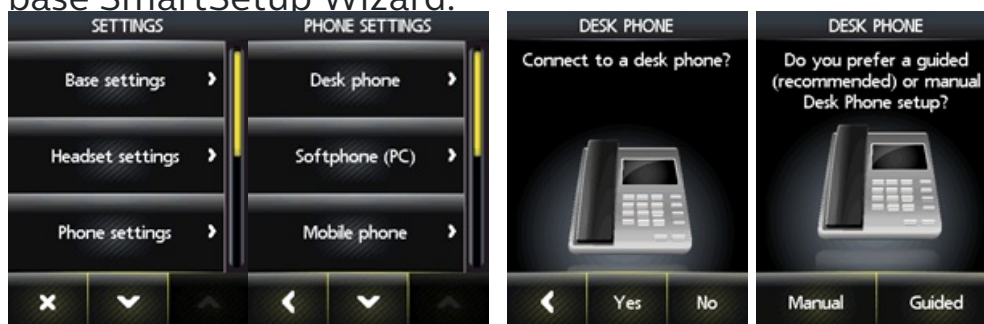 base SmartSetup Wizard.
SETTINGS
Base settings
Headset settings
Phone settings
PHONE SETTINGS
Desk phone
Softphone (PC)
Mobile phone
DESK PHONE
Connect to a desk phone?
Yes
No
DESK PHONE
Do you prefer a guided
(recommended) or manual
Desk Phone setup?
Manual
Guided